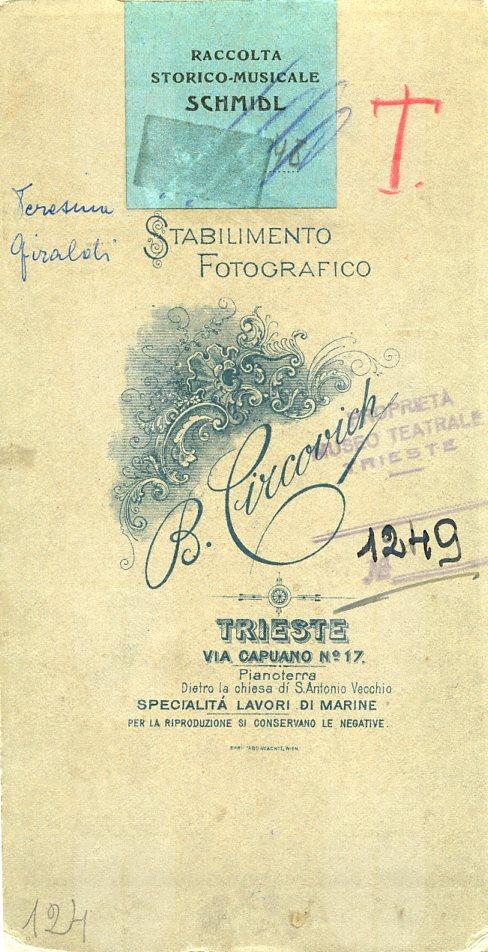 RACCOLTA
STORICO-MUSICALE
SCHMIDL
T.
Teresina
Giraldi
STABILIMENTO
FOTOGRAFICO
B. Circovich
PROPRIETÀ
MUSEO TEATRALE
TRIESTE
1249
TRIESTE
VIA CAPUANO Nº 17.
Pianoterra
Dietro la chiesa di S. Antonio Vecchio
SPECIALITÁ LAVORI DI MARINE
PER LA RIPRODUZIONE SI CONSERVANO LE NEGATIVE.
WIEN.
124